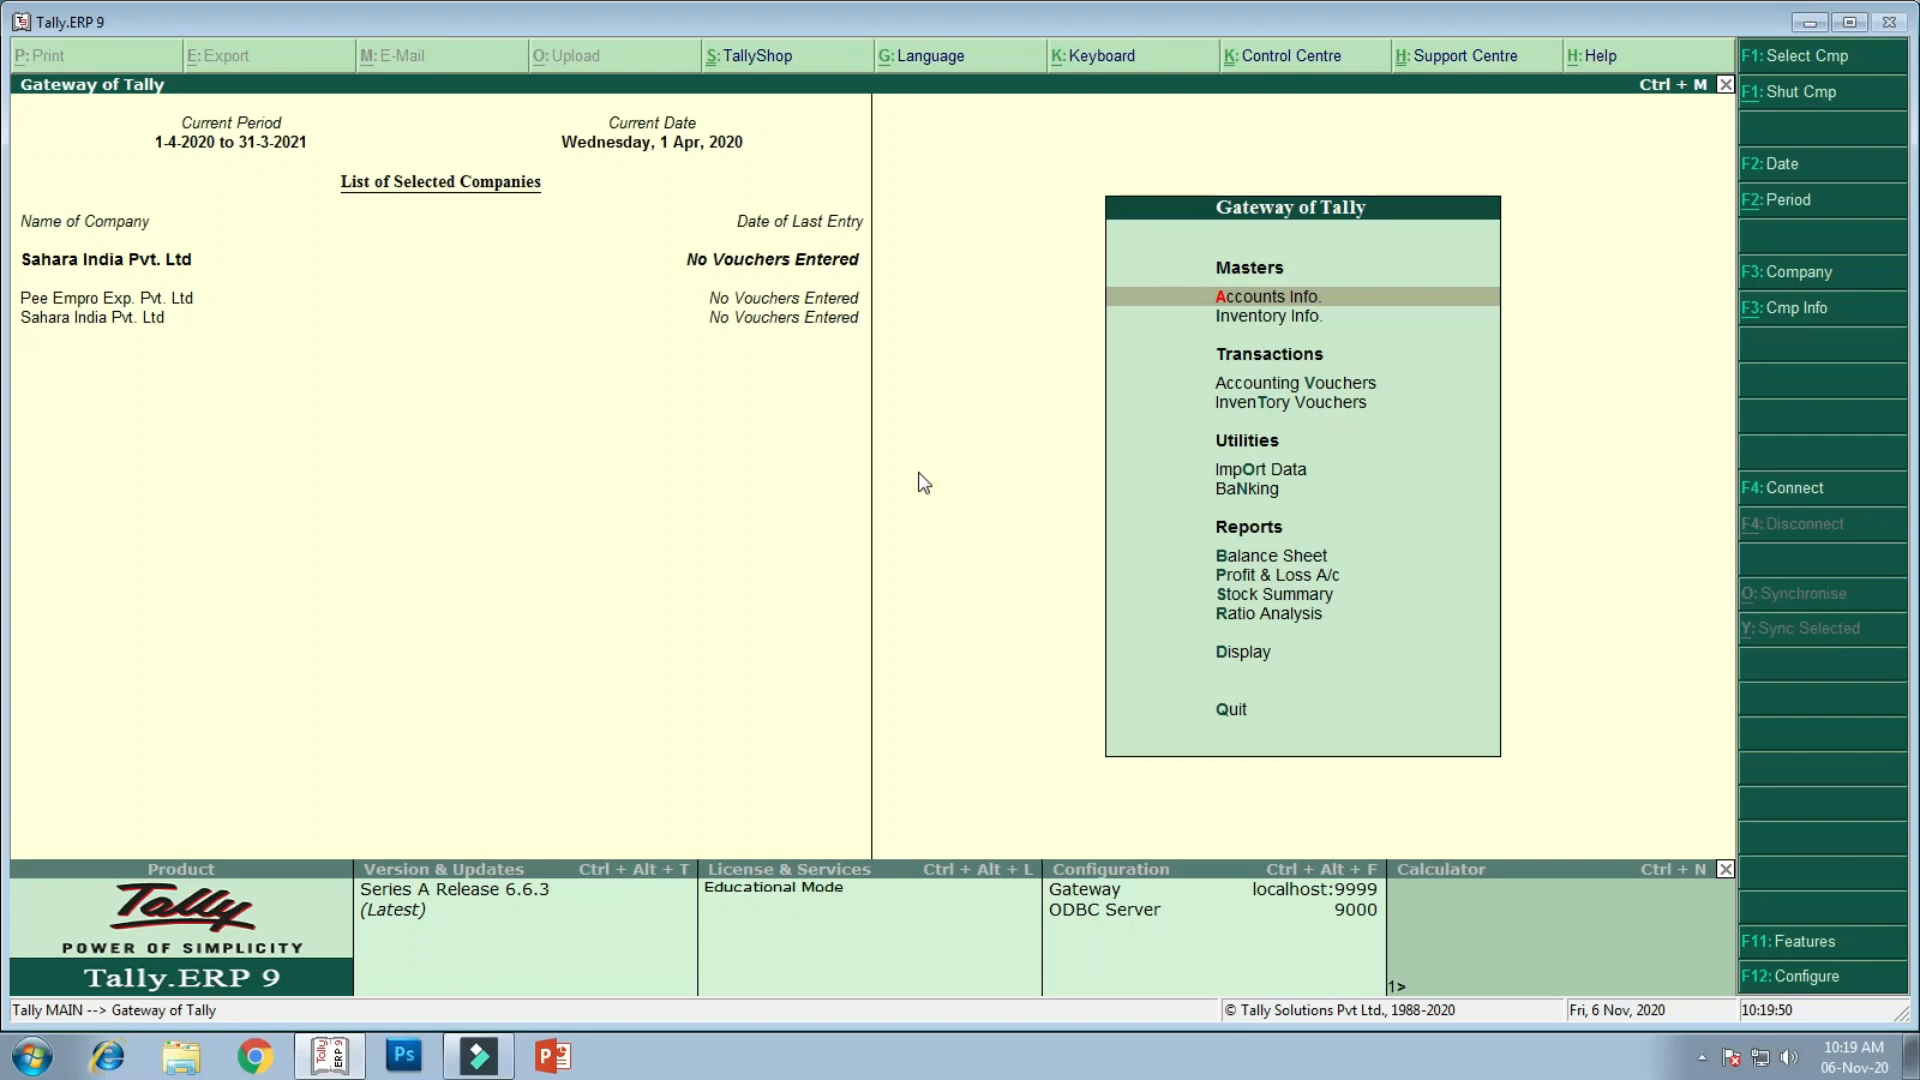 Tally.ERP 9
P: Print
E: Export
M: E-Mail
O: Upload
S: TallyShop
G: Language
K: Keyboard
K: Control Centre
H: Support Centre
H: Help
Gateway of Tally
Ctrl + M
Current Period
1-4-2020 to 31-3-2021
Current Date
Wednesday, 1 Apr, 2020
List of Selected Companies
Name of Company
Date of Last Entry
Sahara India Pvt. Ltd
No Vouchers Entered
Pee Empro Exp. Pvt. Ltd
No Vouchers Entered
Sahara India Pvt. Ltd
No Vouchers Entered
Gateway of Tally
Masters
Accounts Info.
Inventory Info.
Transactions
Accounting Vouchers
InvenTory Vouchers
Utilities
ImpOrt Data
BaNking
Reports
Balance Sheet
Profit & Loss A/c
Stock Summary
Ratio Analysis
Display
Quit
F1: Select Cmp
F1: Shut Cmp
F2: Date
F2: Period
F3: Company
F3: Cmp Info
F4: Connect
F4: Disconnect
O: Synchronise
Y: Sync Selected
F11: Features
F12: Configure
Product
Tally
POWER OF SIMPLICITY
Tally.ERP 9
Version & Updates
Ctrl + Alt + T
Series A Release 6.6.3
(Latest)
License & Services
Ctrl + Alt + L
Educational Mode
Configuration
Ctrl + Alt + F
Gateway
localhost:9999
ODBC Server
9000
Calculator
Ctrl + N
1>
Tally MAIN --> Gateway of Tally
© Tally Solutions Pvt Ltd., 1988-2020
Fri, 6 Nov, 2020
10:19:50
Tally
ERP 9
Ps
P
10:19 AM
06-Nov-20